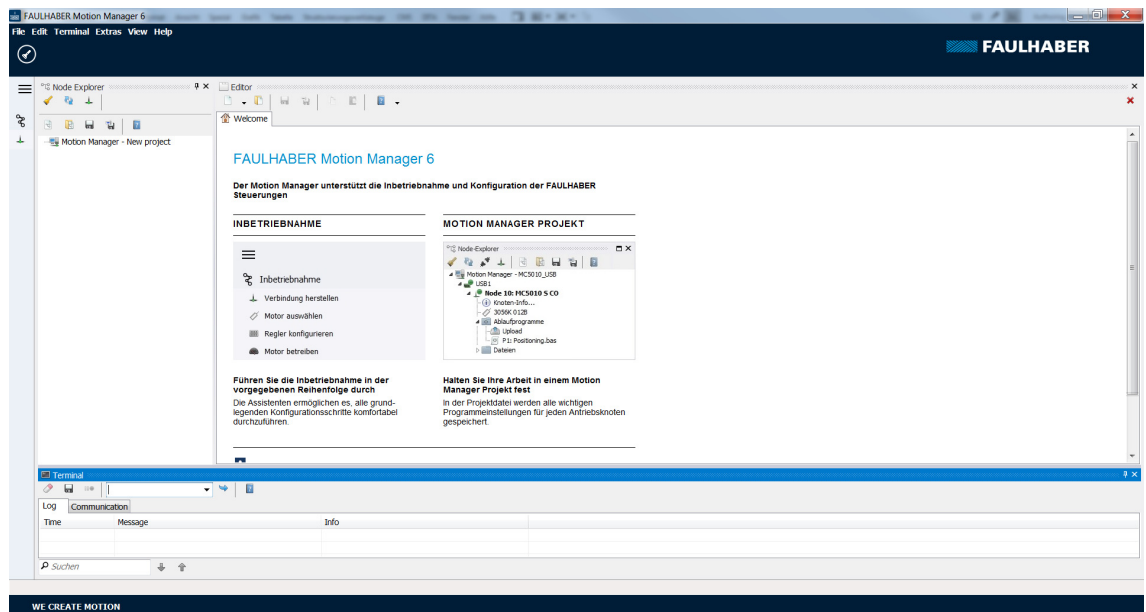 FAULHABER Motion Manager 6
File Edit Terminal Extras View Help
FAULHABER
Node Explorer
Editor
Welcome
Motion Manager - New project
FAULHABER Motion Manager 6
Der Motion Manager unterstützt die Inbetriebnahme und Konfiguration der FAULHABER
Steuerungen
INBETRIEBNAHME
Inbetriebnahme
Verbindung herstellen
Motor auswählen
Regler konfigurieren
Motor betreiben
Führen Sie die Inbetriebnahme in der
vorgegebenen Reihenfolge durch
Die Assistenten ermöglichen es, alle grund-
legenden Konfigurationsschritte komfortabel
durchzuführen.
MOTION MANAGER PROJEKT
Node-Explorer
Motion Manager - MC5010_USB
USB1
Node 10: MC5010 S CO
Knoten-Info...
3056K 012B
Ablaufprogramme
Upload
P1: Positioning.bas
Dateien
Halten Sie Ihre Arbeit in einem Motion
Manager Projekt fest
In der Projektdatei werden alle wichtigen
Programmeinstellungen für jeden Antriebsknoten
gespeichert.
Terminal
Log Communication
Time Message Info
Suchen
WE CREATE MOTION